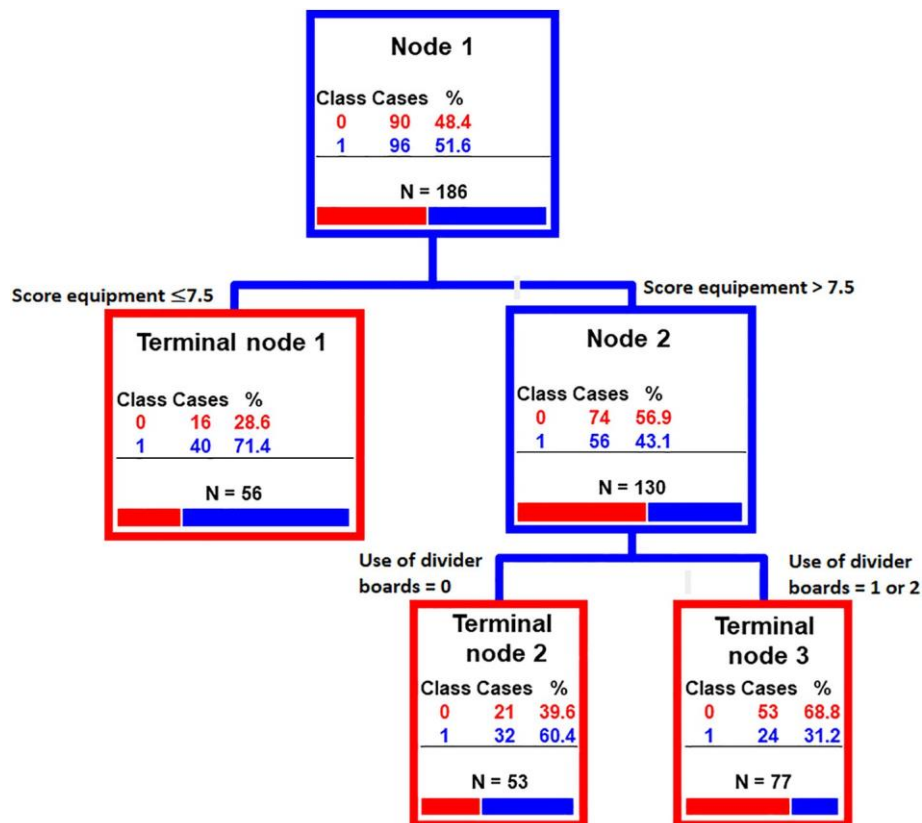 Node 1
Class Cases %
0 90 48.4
1 96 51.6
N = 186
Score equipment ≤7.5
Score equipement > 7.5
Terminal node 1
Class Cases %
0 16 28.6
1 40 71.4
N = 56
Node 2
Class Cases %
0 74 56.9
1 56 43.1
N = 130
Use of divider
boards = 0
Use of divider
boards = 1 or 2
Terminal
node 2
Class Cases %
0 21 39.6
1 32 60.4
N = 53
Terminal
node 3
Class Cases %
0 53 68.8
1 24 31.2
N = 77